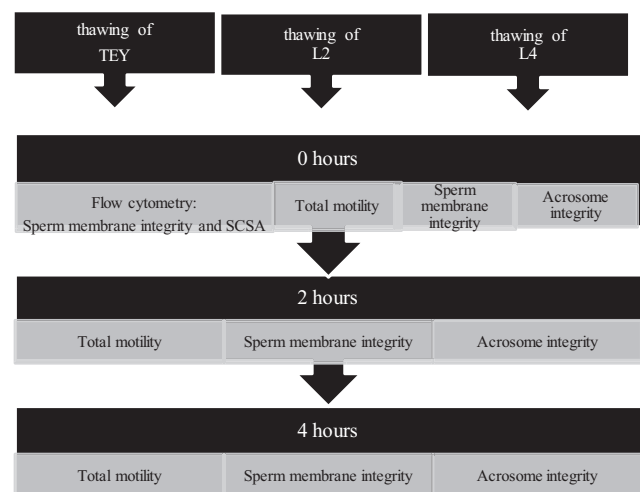 thawing of
TEY
thawing of
L2
thawing of
L4
0 hours
Flow cytometry:
Sperm membrane integrity and SCSA
Total motility
Sperm
membrane
integrity
Acrosome
integrity
2 hours
Total motility
Sperm membrane integrity
Acrosome integrity
4 hours
Total motility
Sperm membrane integrity
Acrosome integrity